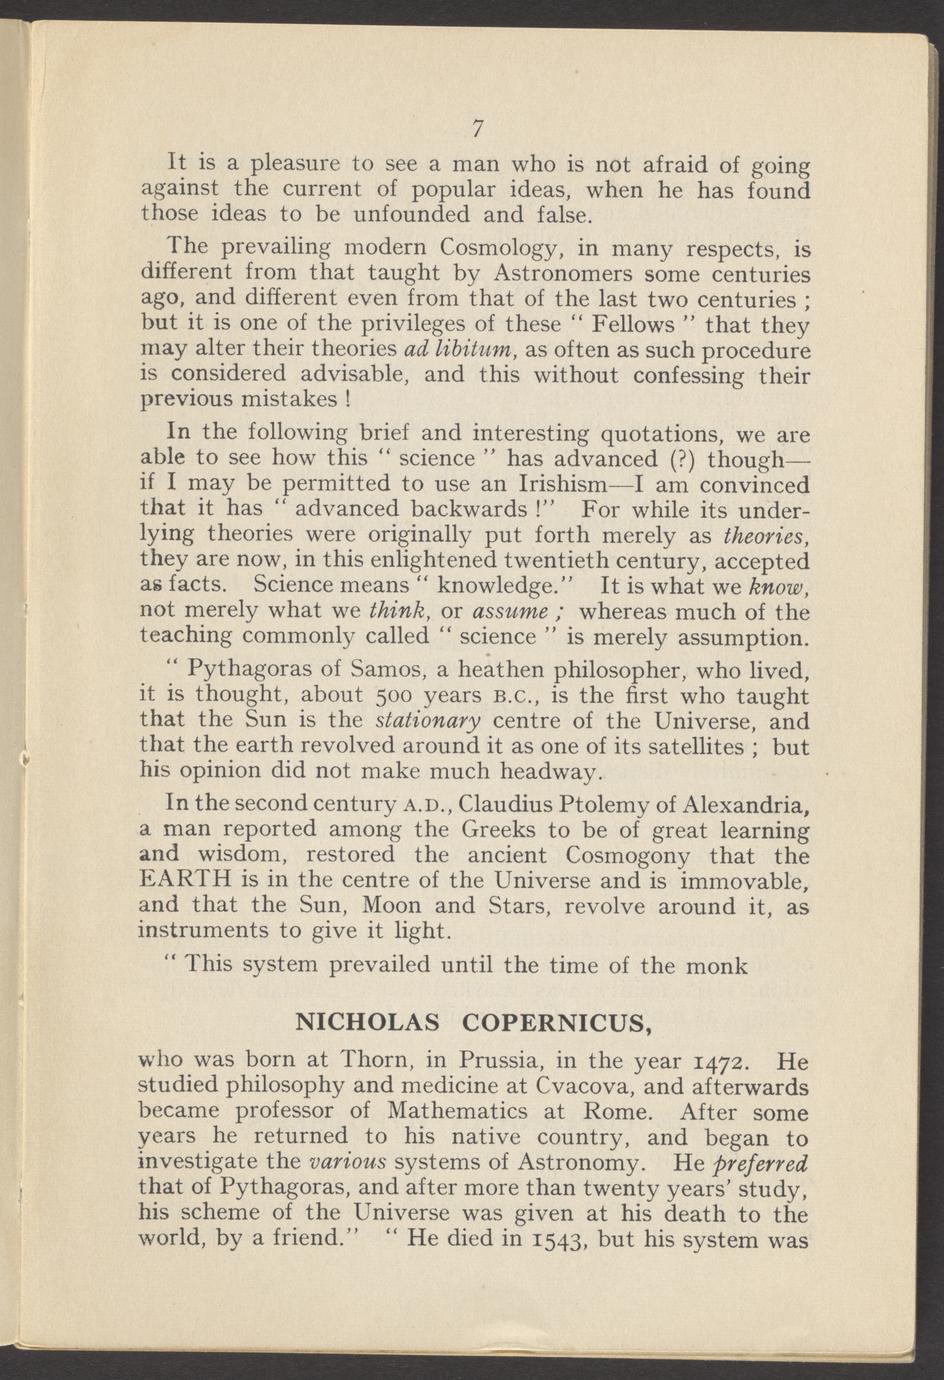 7
It is a pleasure to see a man who is not afraid of going
against the current of popular ideas, when he has found
those ideas to be unfounded and false.
The prevailing modern Cosmology, in many respects, is
different from that taught by Astronomers some centuries
ago, and different even from that of the last two centuries ;
but it is one of the privileges of these “ Fellows ” that they
may alter their theories ad libitum, as often as such procedure
is considered advisable, and this without confessing their
previous mistakes !
In the following brief and interesting quotations, we are
able to see how this “ science ” has advanced (?) though—
if I may be permitted to use an Irishism—I am convinced
that it has “ advanced backwards !” For while its under-
lying theories were originally put forth merely as theories,
they are now, in this enlightened twentieth century, accepted
as facts. Science means “ knowledge.” It is what we know,
not merely what we think, or assume ; whereas much of the
teaching commonly called “ science ” is merely assumption.
“ Pythagoras of Samos, a heathen philosopher, who lived,
it is thought, about 500 years B.C., is the first who taught
that the Sun is the stationary centre of the Universe, and
that the earth revolved around it as one of its satellites ; but
his opinion did not make much headway.
In the second century A.D., Claudius Ptolemy of Alexandria,
a man reported among the Greeks to be of great learning
and wisdom, restored the ancient Cosmogony that the
EARTH is in the centre of the Universe and is immovable,
and that the Sun, Moon and Stars, revolve around it, as
instruments to give it light.
“ This system prevailed until the time of the monk
NICHOLAS COPERNICUS,
who was born at Thorn, in Prussia, in the year 1472. He
studied philosophy and medicine at Cvacova, and afterwards
became professor of Mathematics at Rome. After some
years he returned to his native country, and began to
investigate the various systems of Astronomy. He preferred
that of Pythagoras, and after more than twenty years’ study,
his scheme of the Universe was given at his death to the
world, by a friend.” “ He died in 1543, but his system was